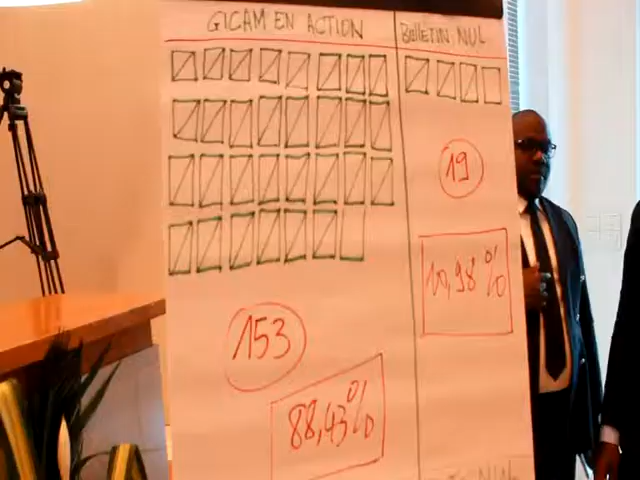 GICAM EN ACTION
Bulletin NUL
19
10,98 %
153
88,43%